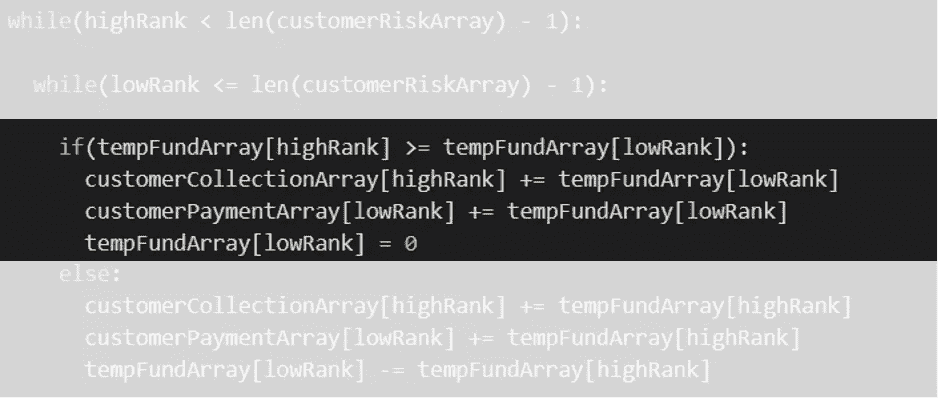 while(highRank < len(customerRiskArray) - 1):
while(lowRank <= len(customerRiskArray) - 1):
if(tempFundArray[highRank] >= tempFundArray[lowRank]):
customerCollectionArray[highRank] += tempFundArray[lowRank]
customerPaymentArray[lowRank] += tempFundArray[lowRank]
tempFundArray[lowRank] = 0
else:
customerCollectionArray[highRank] += tempFundArray[highRank]
customerPaymentArray[lowRank] += tempFundArray[highRank]
tempFundArray[lowRank] -= tempFundArray[highRank]